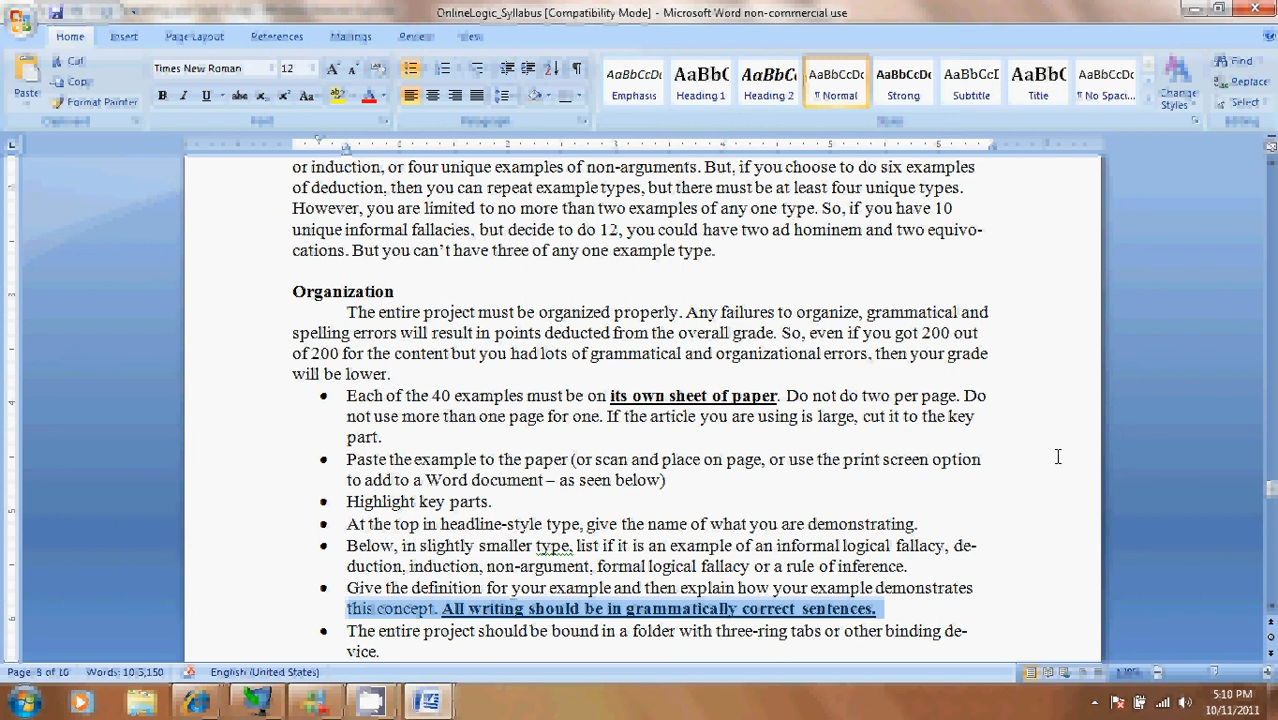 OnlineLogic_Syllabus [Compatibility Mode] - Microsoft Word non-commercial use
Home Insert Page Layout References Mailings Review View
Cut
Copy
Format Painter
Paste
Times New Roman 12
AaBbCcDc AaBbC AaBbC AaBbCcDc AaBbCcDc AaBbCcI AaBbC AaBbCcDc
Emphasis Heading 1 Heading 2 ¶ Normal Strong Subtitle Title ¶ No Spaci...
Change Styles
Find
Replace
Select
Clipboard Font Paragraph Styles Editing
or induction, or four unique examples of non-arguments. But, if you choose to do six examples
of deduction, then you can repeat example types, but there must be at least four unique types.
However, you are limited to no more than two examples of any one type. So, if you have 10
unique informal fallacies, but decide to do 12, you could have two ad hominem and two equivo-
cations. But you can't have three of any one example type.
Organization
The entire project must be organized properly. Any failures to organize, grammatical and
spelling errors will result in points deducted from the overall grade. So, even if you got 200 out
of 200 for the content but you had lots of grammatical and organizational errors, then your grade
will be lower.
• Each of the 40 examples must be on its own sheet of paper. Do not do two per page. Do
not use more than one page for one. If the article you are using is large, cut it to the key
part.
• Paste the example to the paper (or scan and place on page, or use the print screen option
to add to a Word document – as seen below)
• Highlight key parts.
• At the top in headline-style type, give the name of what you are demonstrating.
• Below, in slightly smaller type, list if it is an example of an informal logical fallacy, de-
duction, induction, non-argument, formal logical fallacy or a rule of inference.
• Give the definition for your example and then explain how your example demonstrates
this concept. All writing should be in grammatically correct sentences.
• The entire project should be bound in a folder with three-ring tabs or other binding de-
vice.
Page: 8 of 10 Words: 10/3,150 English (United States)
5:10 PM
10/11/2011